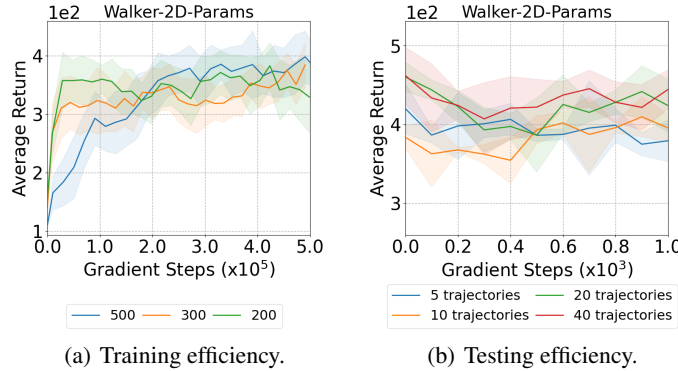 Walker-2D-Params
1e2
4
3
2
1
Average Return
0.0 1.0 2.0 3.0 4.0 5.0
Gradient Steps (x10⁵)
500 300 200
(a) Training efficiency.
Walker-2D-Params
1e2
5
4
3
Average Return
0.0 0.2 0.4 0.6 0.8 1.0
Gradient Steps (x10³)
5 trajectories 20 trajectories
10 trajectories 40 trajectories
(b) Testing efficiency.